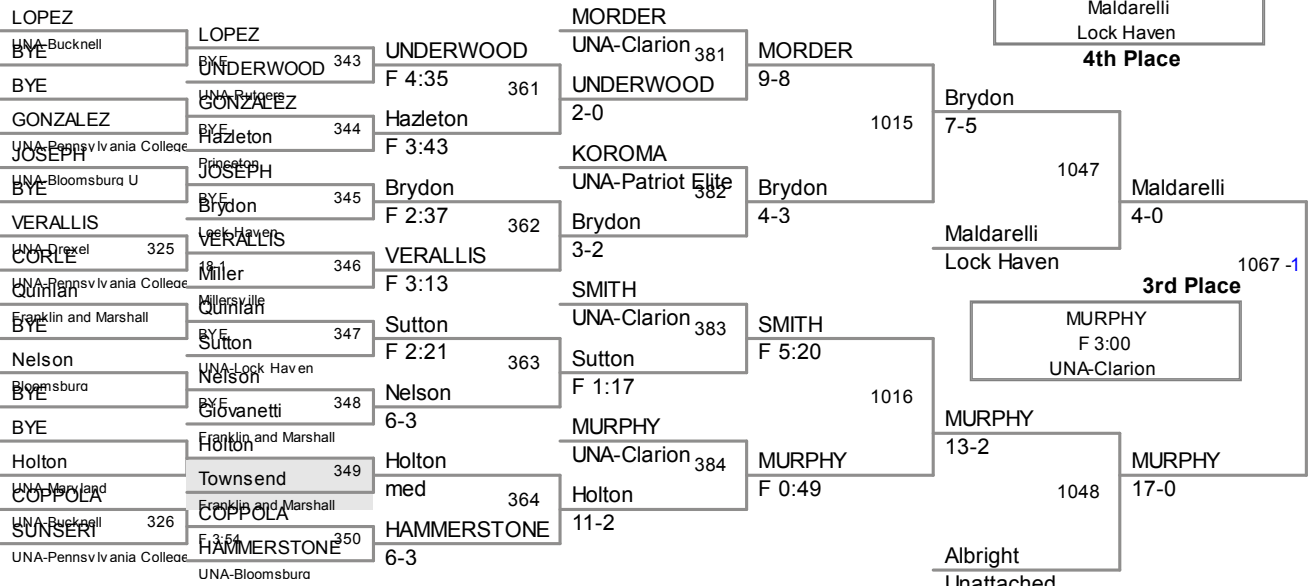 LOPEZ
UNA-Bucknell
BYE
BYE
GONZALEZ
UNA-Pennsylvania College
JOSEPH
UNA-Bloomsburg U
BYE
VERALLIS
UNA-Drexel
325
CORLE
UNA-Pennsylvania College
Quinlan
Franklin and Marshall
BYE
Nelson
Bloomsburg
BYE
BYE
Holton
UNA-Maryland
COPPOLA
UNA-Bucknell
326
SUNSERI
UNA-Pennsylvania College
LOPEZ
BYE
343
UNDERWOOD
UNA-Rutgers
GONZALEZ
BYE
344
Hazleton
Princeton
JOSEPH
BYE
345
Brydon
Lock Haven
VERALLIS
18-1
346
Miller
Millersville
Quinlan
BYE
347
Sutton
UNA-Lock Haven
Nelson
BYE
348
Giovanetti
Franklin and Marshall
Holton
349
Townsend
Franklin and Marshall
COPPOLA
F 3:54
350
HAMMERSTONE
UNA-Bloomsburg
UNDERWOOD
F 4:35
361
Hazleton
F 3:43
Brydon
F 2:37
362
VERALLIS
F 3:13
Sutton
F 2:21
363
Nelson
6-3
Holton
med
364
HAMMERSTONE
6-3
MORDER
UNA-Clarion
381
UNDERWOOD
2-0
KOROMA
UNA-Patriot Elite
382
Brydon
3-2
SMITH
UNA-Clarion
383
Sutton
F 1:17
MURPHY
UNA-Clarion
384
Holton
11-2
MORDER
9-8
1015
Brydon
4-3
SMITH
F 5:20
1016
MURPHY
F 0:49
Brydon
7-5
1047
Maldarelli
Lock Haven
MURPHY
13-2
1048
Albright
Unattached
Maldarelli
4-0
1067 -1
MURPHY
17-0
Maldarelli
Lock Haven
4th Place
3rd Place
MURPHY
F 3:00
UNA-Clarion